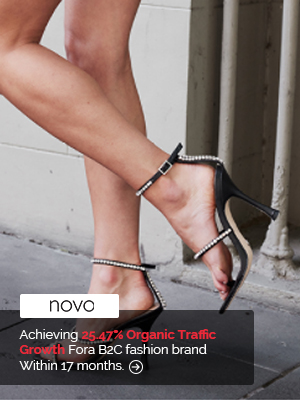 novo
Achieving 25.47% Organic Traffic
Growth Fora B2C fashion brand
Within 17 months.